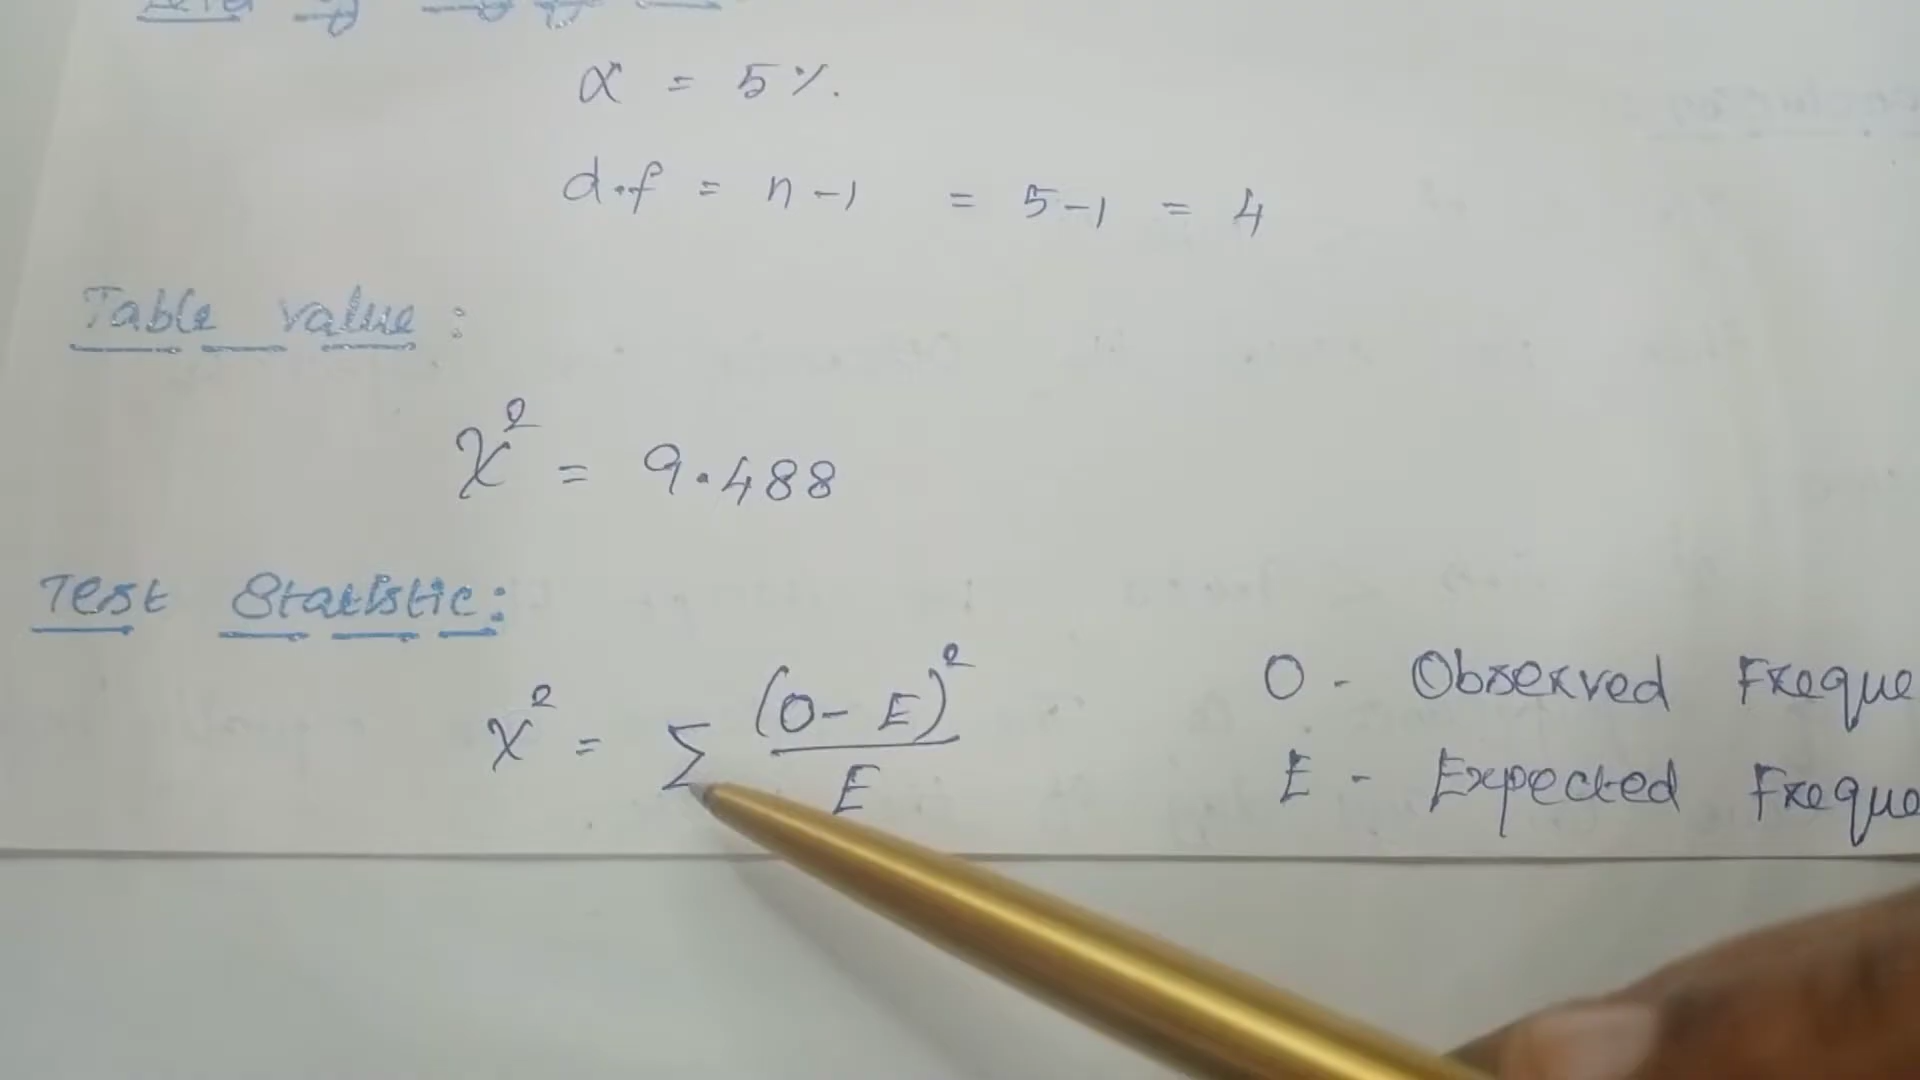 α = 5%.
d.f = n-1 = 5-1 = 4
Table value:
χ² = 9.488
Test Statistic:
χ² = Σ (O-E)² / E
O - Observed Freque
E - Expected Freque